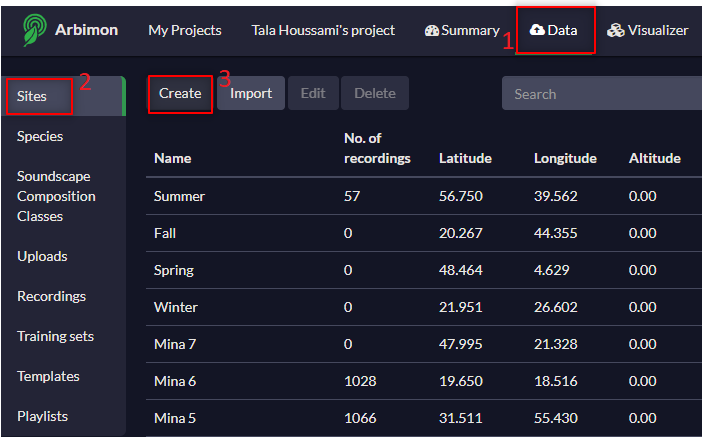 Arbimon My Projects Tala Houssami's project Summary 1 Data Visualizer
Sites 2
Species
Soundscape
Composition
Classes
Uploads
Recordings
Training sets
Templates
Playlists
Create 3 Import Edit Delete Search
Name No. of recordings Latitude Longitude Altitude
Summer 57 56.750 39.562 0.00
Fall 0 20.267 44.355 0.00
Spring 0 48.464 4.629 0.00
Winter 0 21.951 26.602 0.00
Mina 7 0 47.995 21.328 0.00
Mina 6 1028 19.650 18.516 0.00
Mina 5 1066 31.511 55.430 0.00